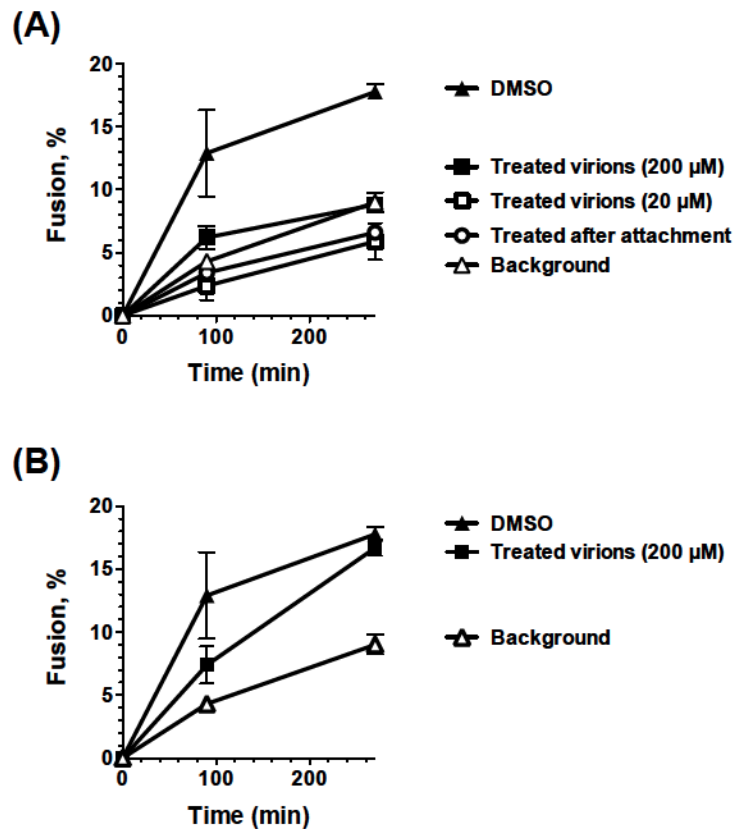 (A)
20
15
10
5
0
Fusion, %
0
100
200
Time (min)
DMSO
Treated virions (200 µM)
Treated virions (20 µM)
Treated after attachment
Background
(B)
20
15
10
5
0
Fusion, %
0
100
200
Time (min)
DMSO
Treated virions (200 µM)
Background